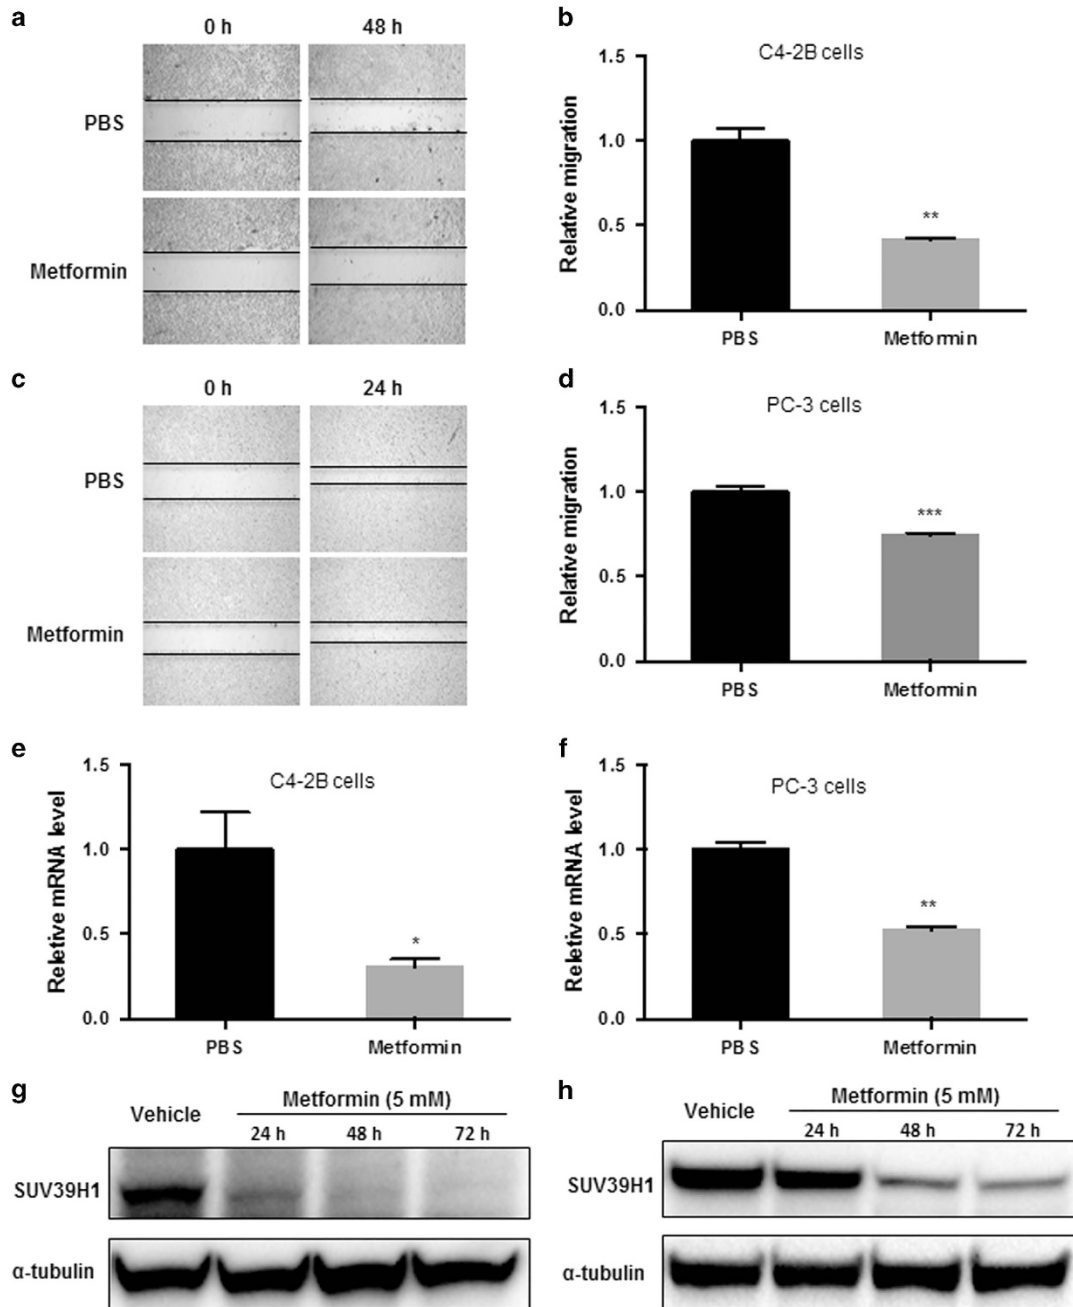 a
0 h
48 h
PBS
Metformin
b
C4-2B cells
Relative migration
1.5
1.0
0.5
0.0
**
PBS
Metformin
c
0 h
24 h
PBS
Metformin
d
PC-3 cells
Relative migration
1.5
1.0
0.5
0.0
***
PBS
Metformin
e
C4-2B cells
Reletive mRNA level
1.5
1.0
0.5
0.0
*
PBS
Metformin
f
PC-3 cells
Reletive mRNA level
1.5
1.0
0.5
0.0
**
PBS
Metformin
g
Vehicle
Metformin (5 mM)
24 h 48 h 72 h
SUV39H1
α-tubulin
h
Vehicle
Metformin (5 mM)
24 h 48 h 72 h
SUV39H1
α-tubulin